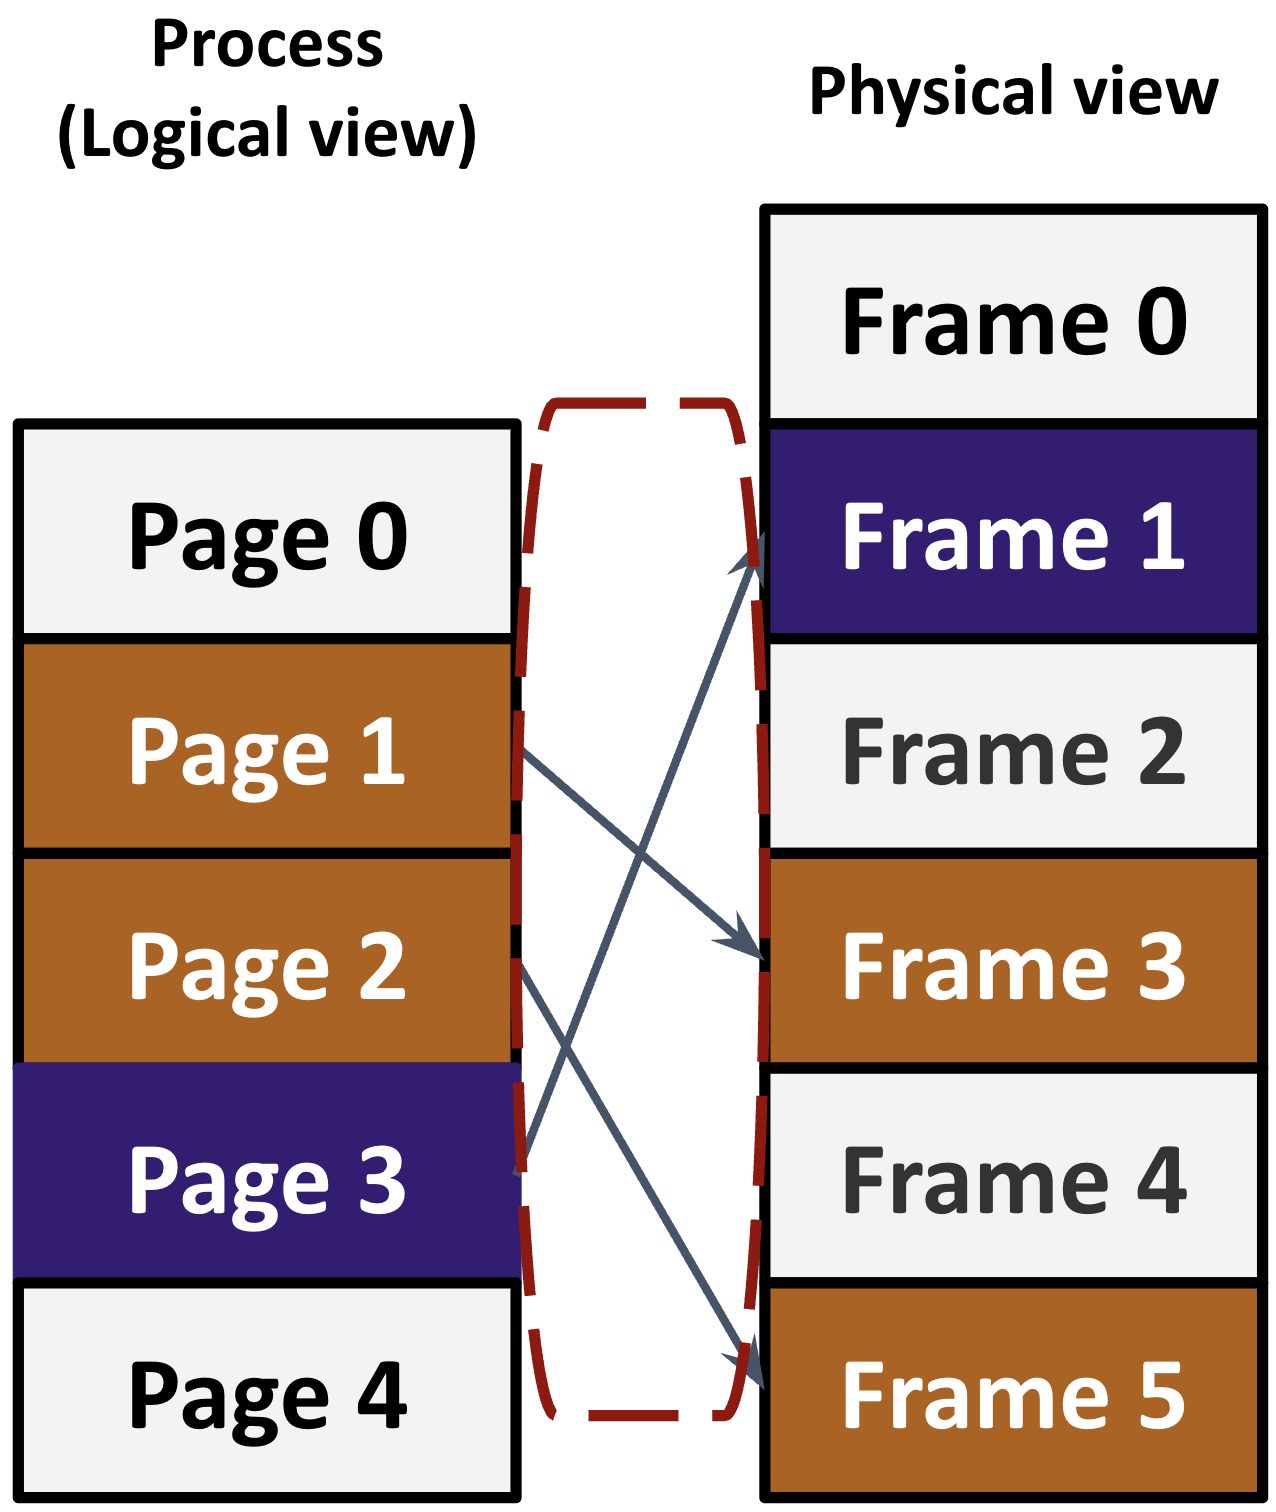 Process
(Logical view)
Physical view
Page 0
Page 1
Page 2
Page 3
Page 4
Frame 0
Frame 1
Frame 2
Frame 3
Frame 4
Frame 5